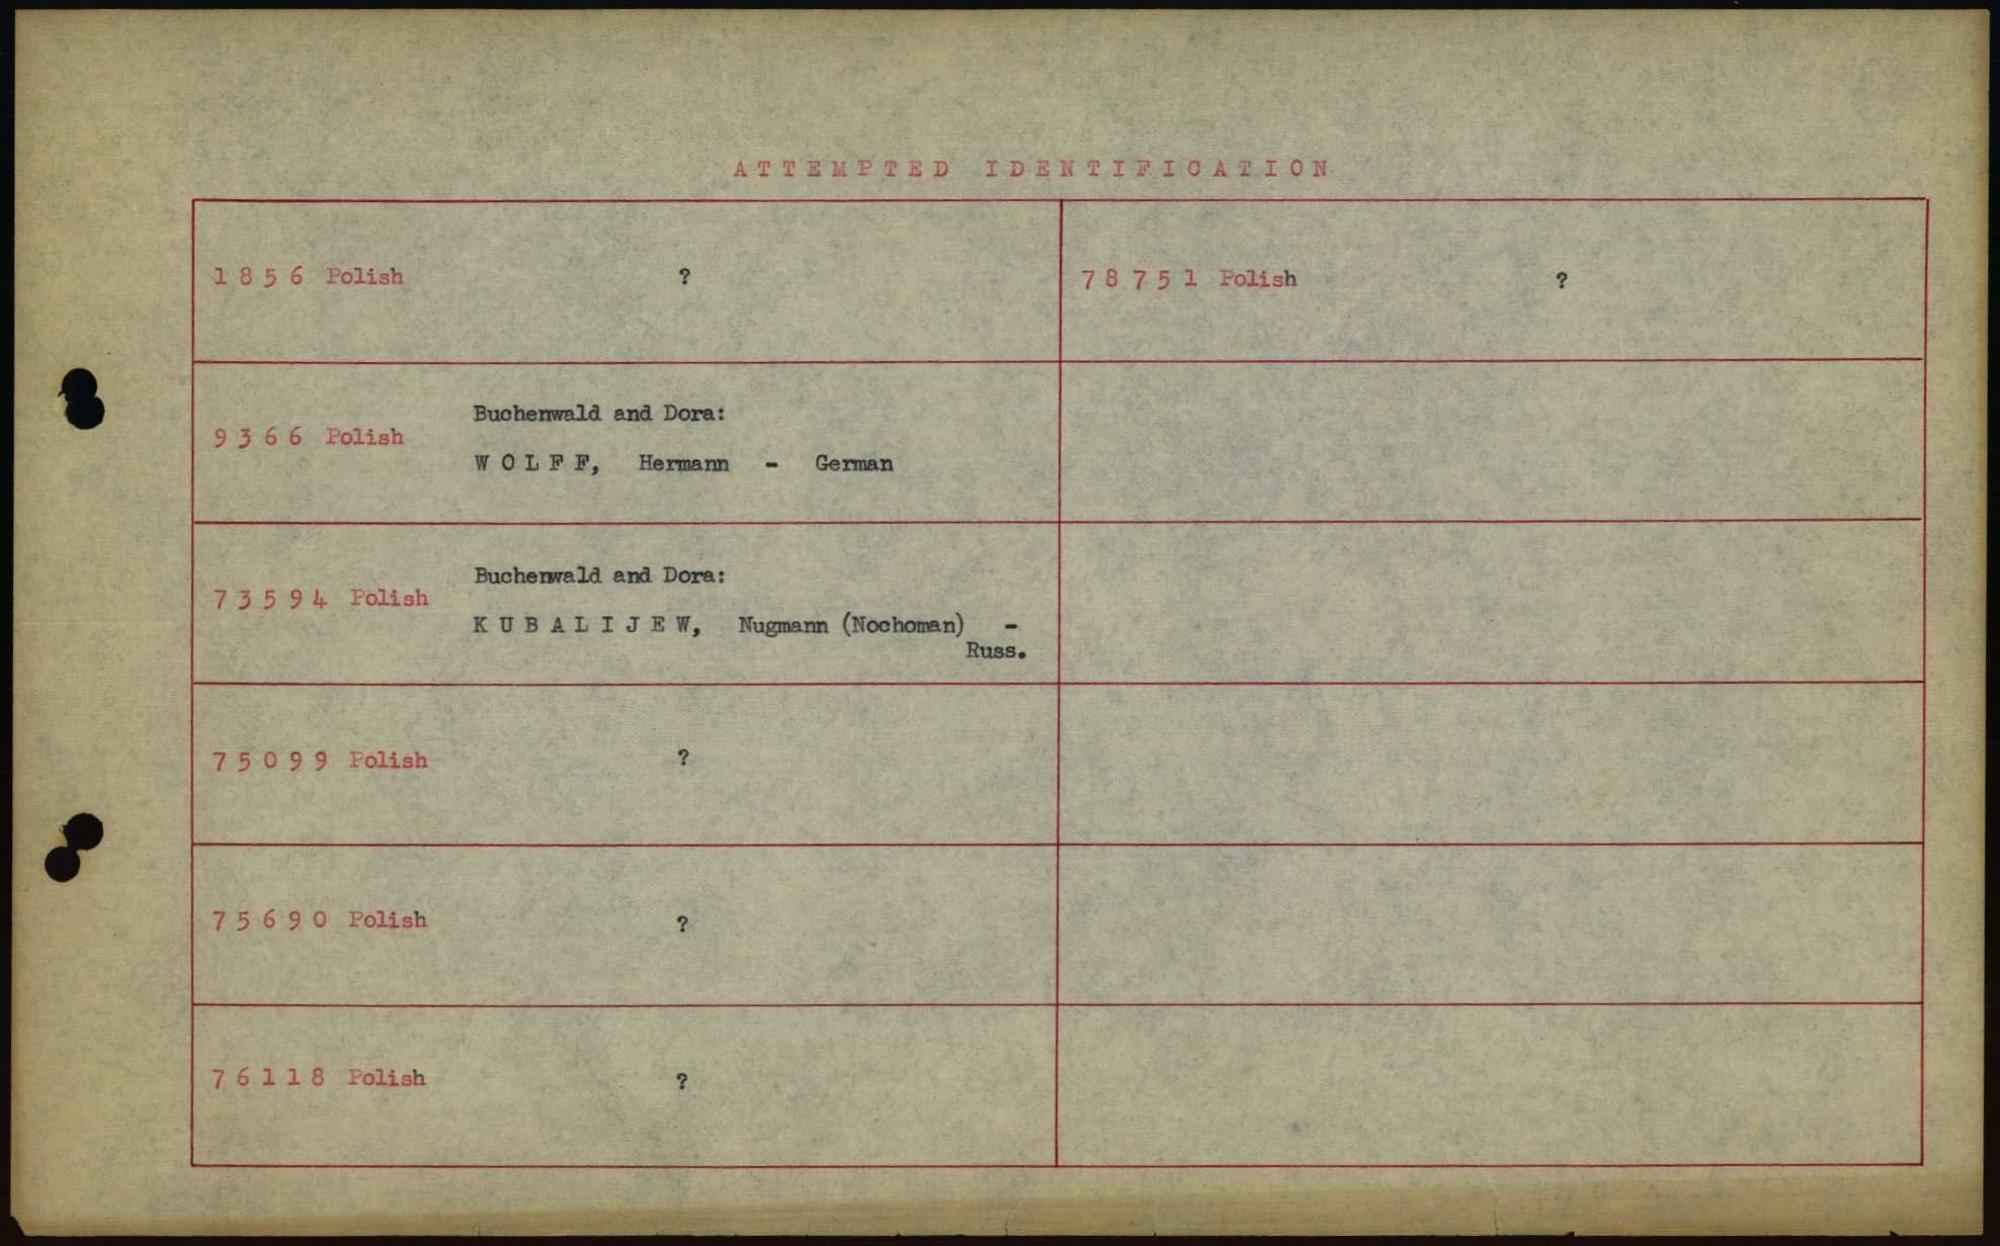 ATTEMPTED IDENTIFICATION
1856 Polish ?
78751 Polish ?
9366 Polish
Buchenwald and Dora:
WOLFF, Hermann - German
73594 Polish
Buchenwald and Dora:
KUBALIJEW, Nugmann (Nochoman) -
Russ.
75099 Polish ?
75690 Polish ?
76118 Polish ?